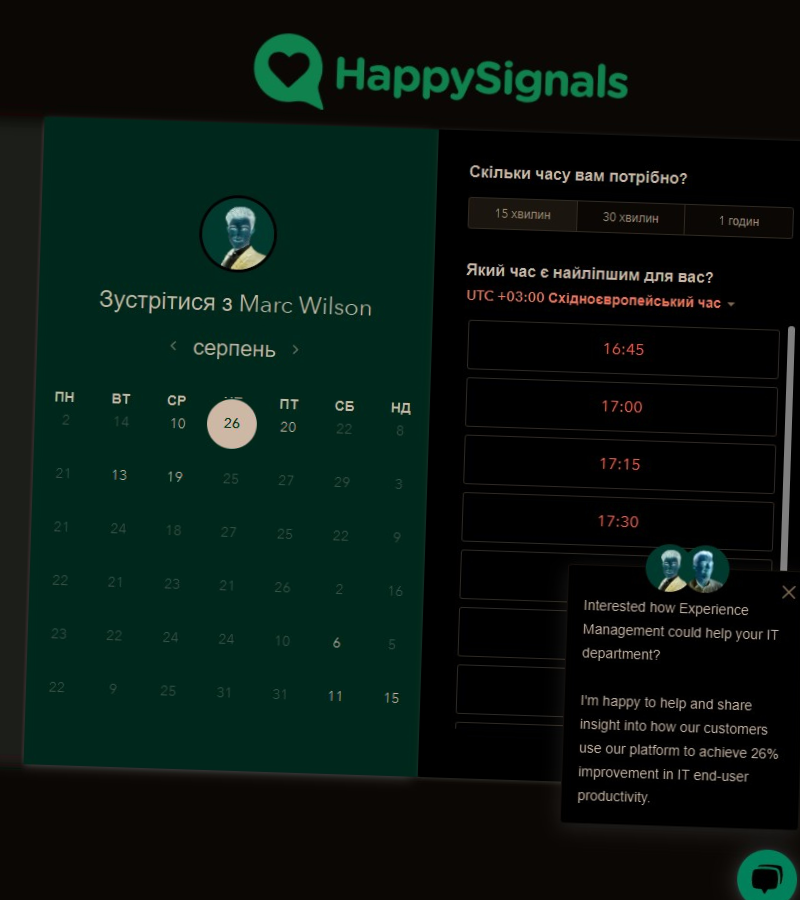 HappySignals
Зустрітися з Marc Wilson
серпень
ПН ВТ СР ПТ СБ НД
2 14 10 26 20 22 8
21 13 19 25 27 29 3
21 24 18 27 25 22 9
22 21 23 21 26 2 16
23 22 24 24 10 6 5
22 9 25 31 31 11 15
Скільки часу вам потрібно?
15 хвилин 30 хвилин 1 годин
Який час є найліпшим для вас?
UTC +03:00 Східноєвропейський час
16:45
17:00
17:15
17:30
Interested how Experience
Management could help your IT
department?
I'm happy to help and share
insight into how our customers
use our platform to achieve 26%
improvement in IT end-user
productivity.